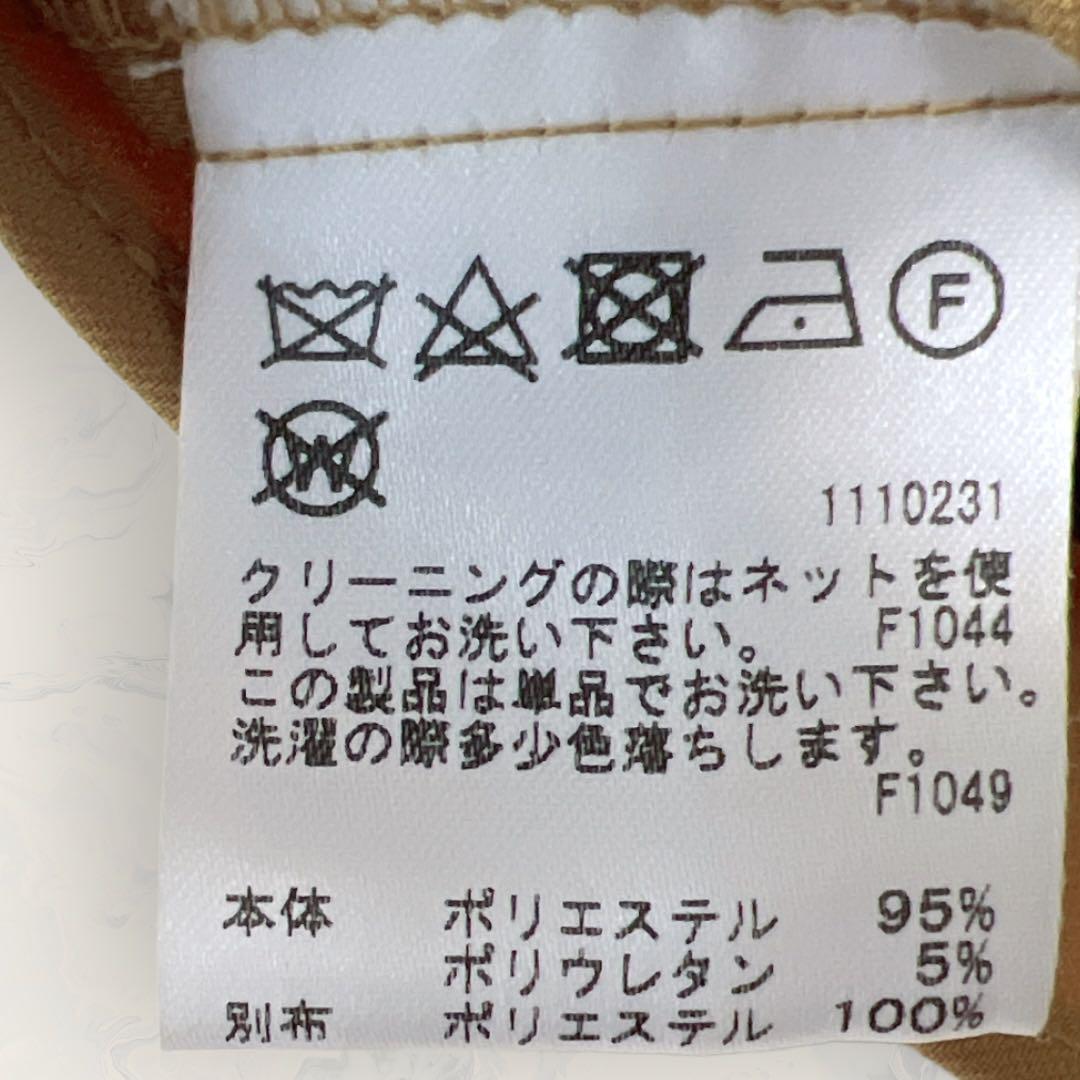 F
W
1110231
クリーニングの際はネットを使
用してお洗い下さい。 F1044
この製品は単品でお洗い下さい。
洗濯の際多少色落ちします。
F1049
本体 ポリエステル 95%
ポリウレタン 5%
別布 ポリエステル 100%